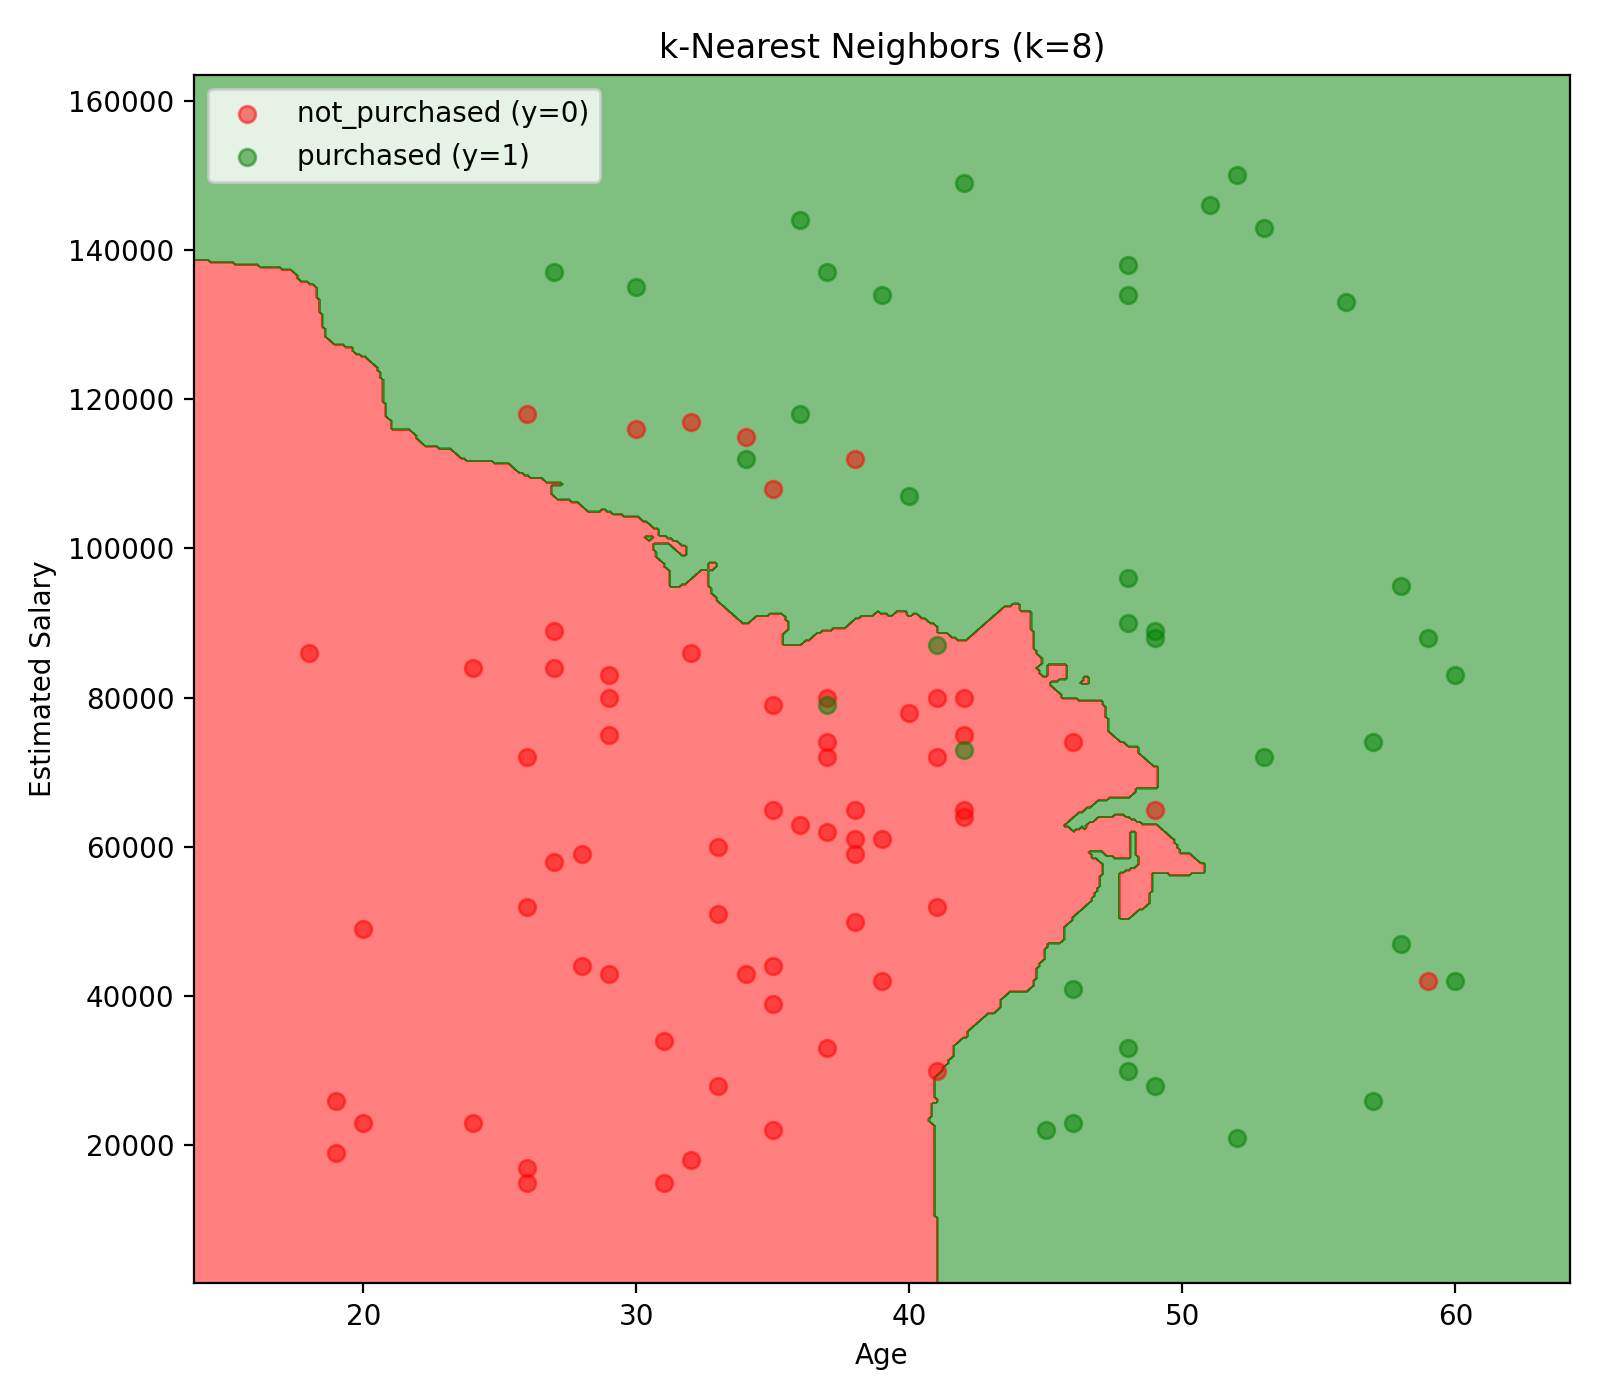 k-Nearest Neighbors (k=8)
not_purchased (y=0)
purchased (y=1)
160000
140000
120000
100000
80000
60000
40000
20000
Estimated Salary
20 30 40 50 60
Age